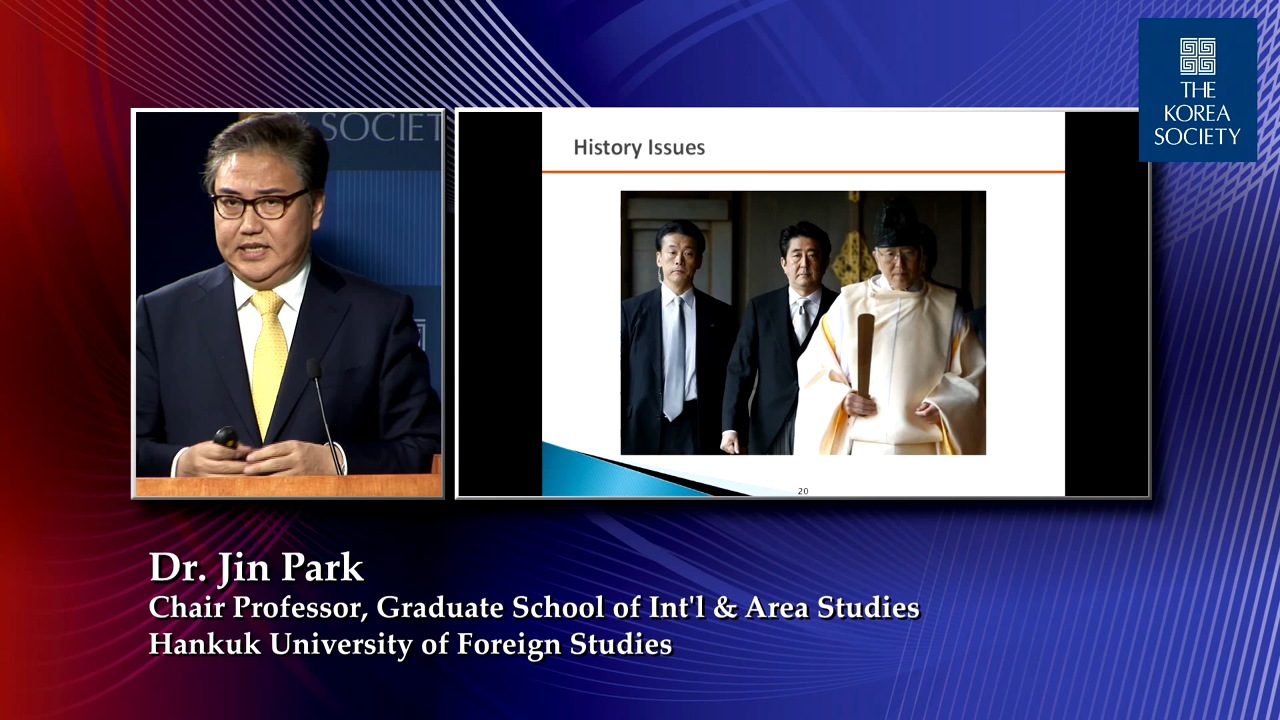 THE
KOREA
SOCIETY
SOCIET
History Issues
20
Dr. Jin Park
Chair Professor, Graduate School of Int'l & Area Studies
Hankuk University of Foreign Studies